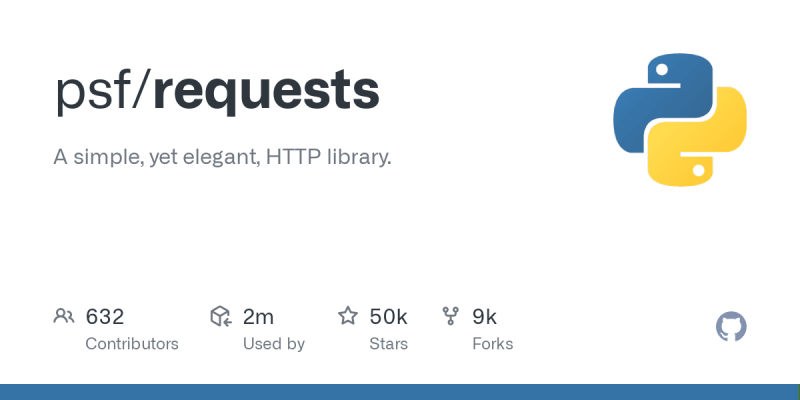 psf/requests
A simple, yet elegant, HTTP library.
632 2m 50k 9k
Contributors Used by Stars Forks